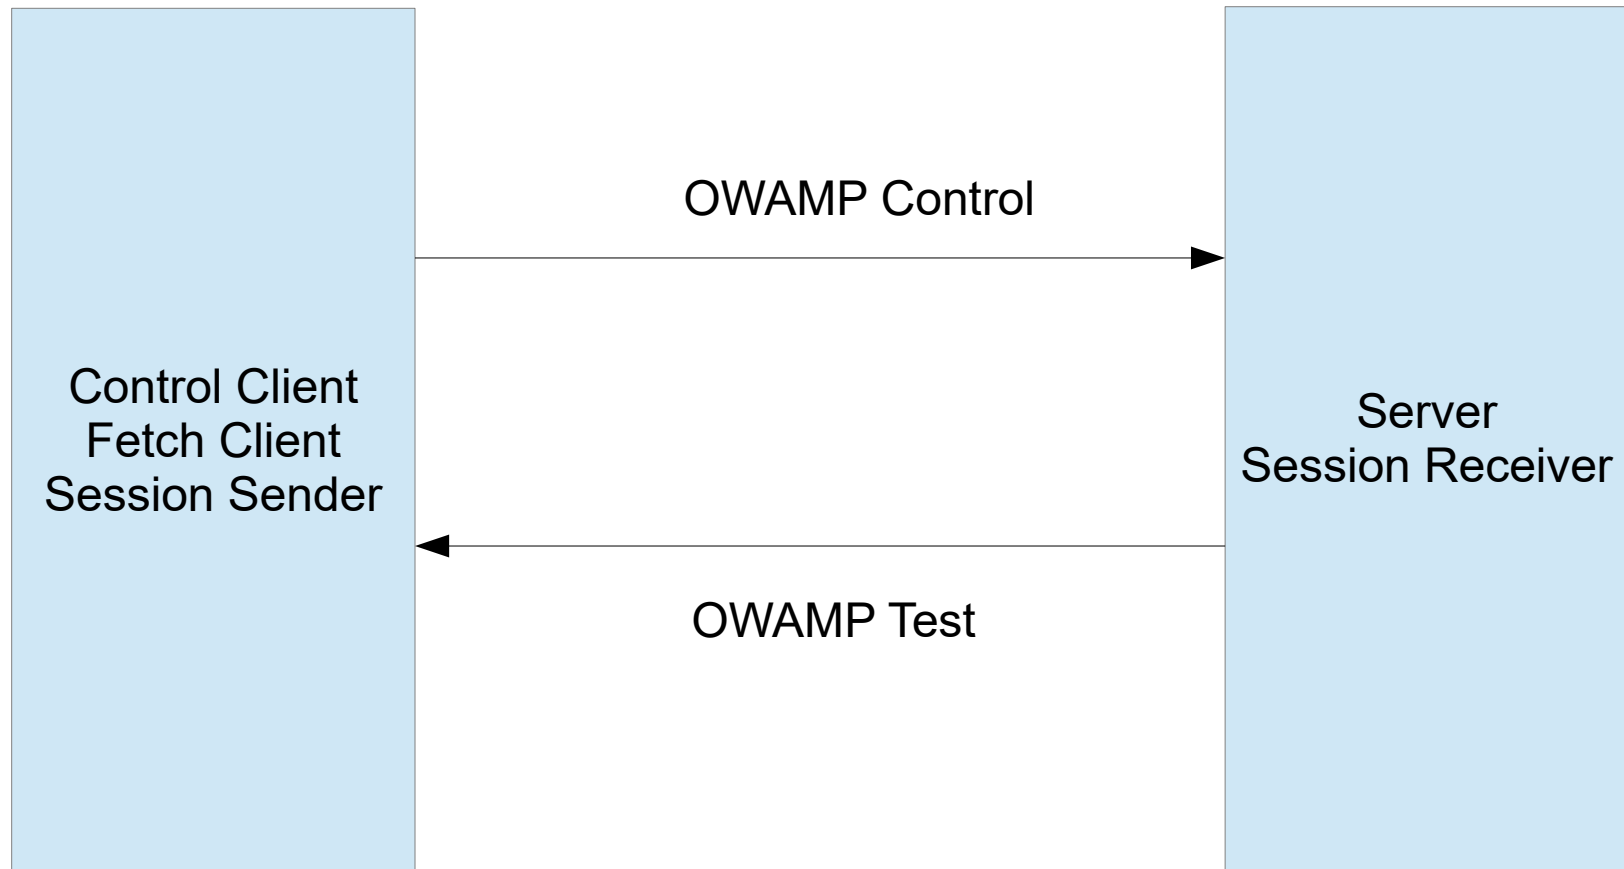 OWAMP Control
Control Client
Fetch Client
Session Sender
Server
Session Receiver
OWAMP Test